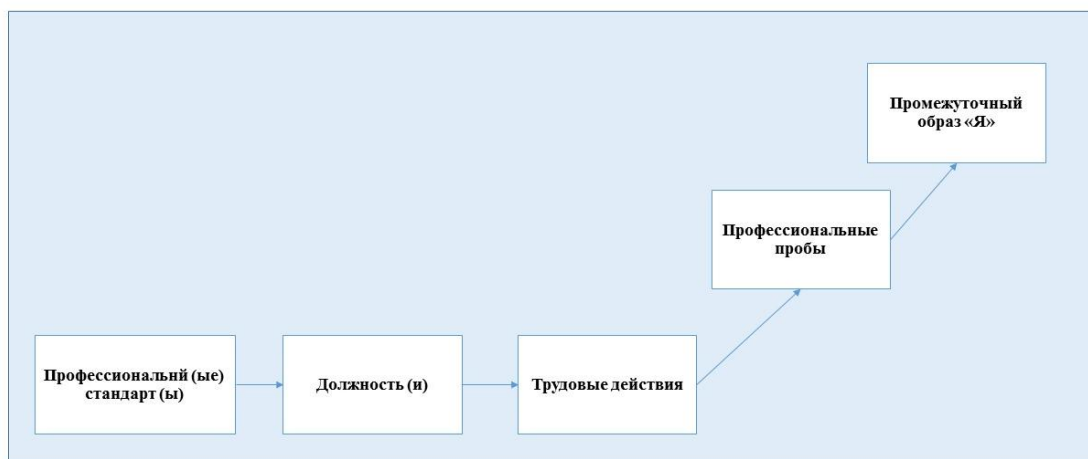 Промежуточный
образ «Я»
Профессиональные
пробы
Профессиональнй (ые)
стандарт (ы)
Должность (и)
Трудовые действия